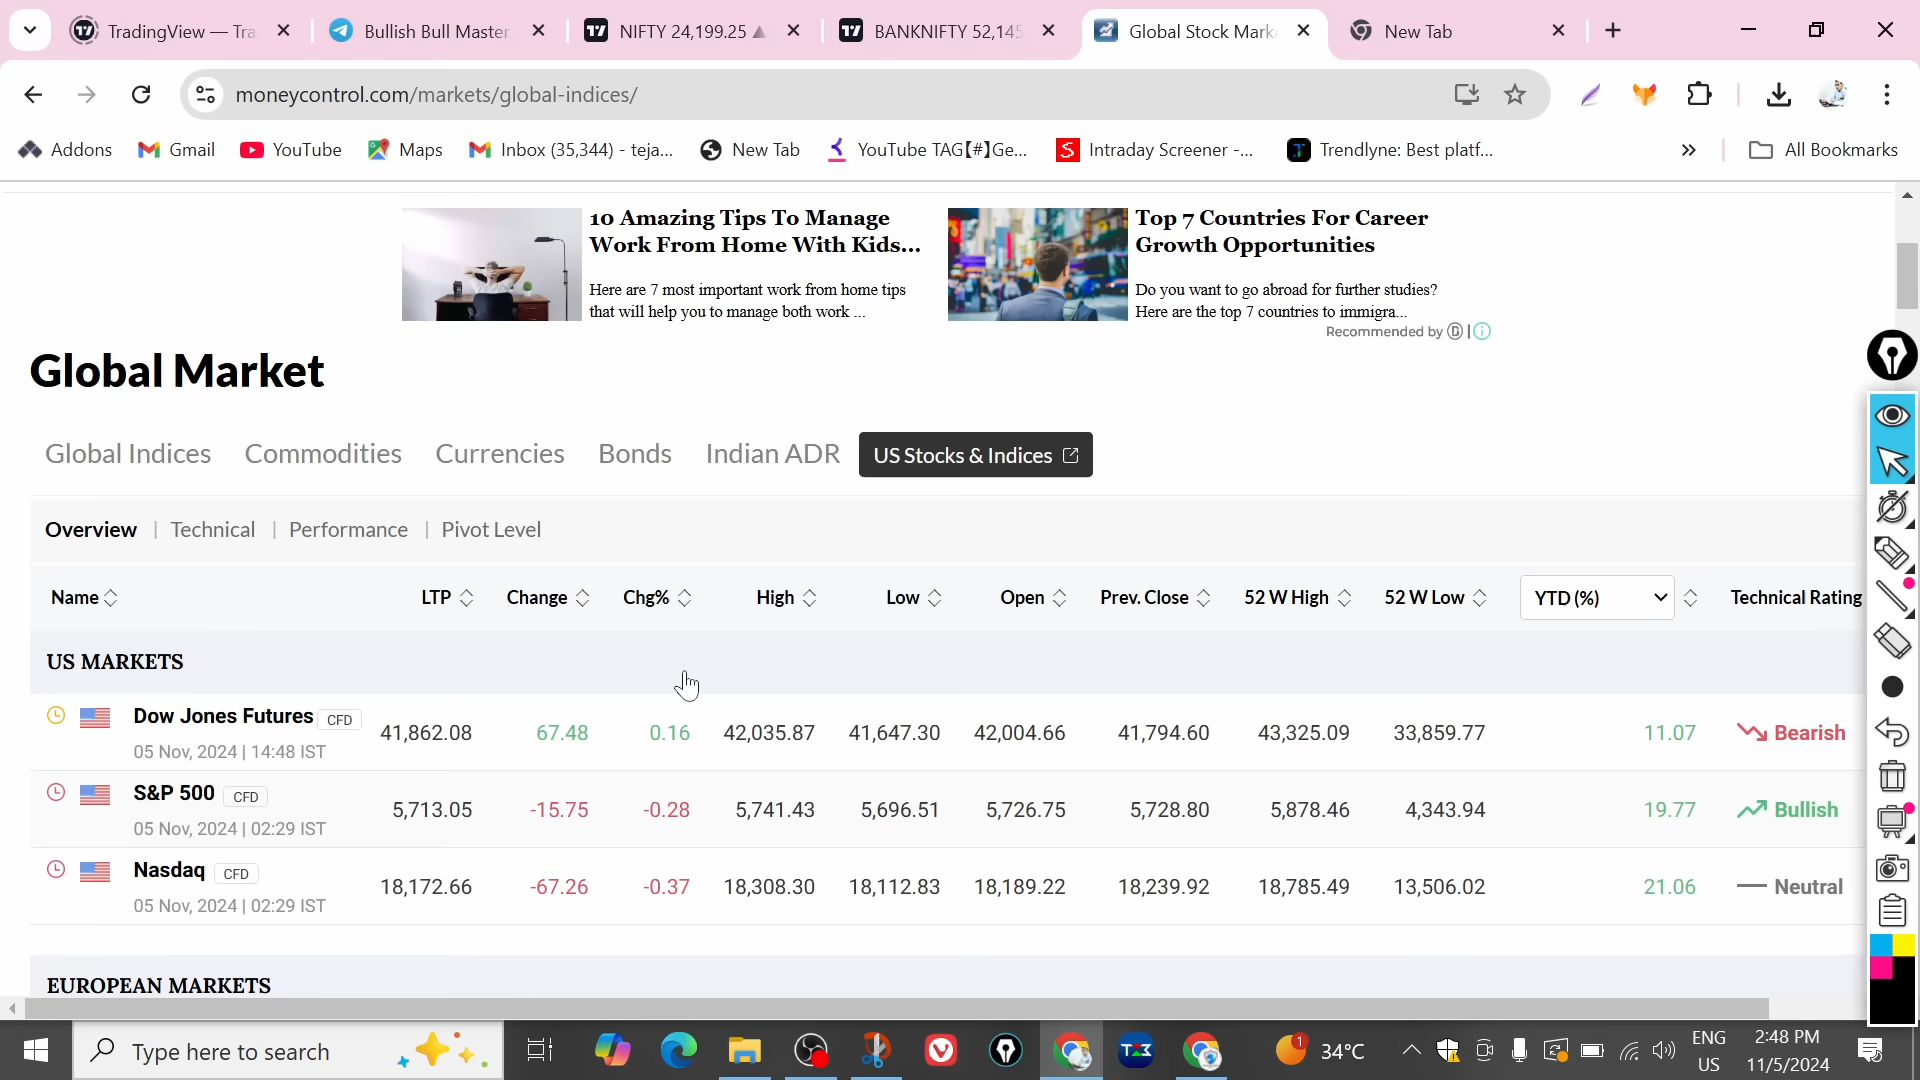 TradingView — Tra
Bullish Bull Master
NIFTY 24,199.25 ▲
BANKNIFTY 52,145
Global Stock Marke
New Tab
moneycontrol.com/markets/global-indices/
Addons
Gmail
YouTube
Maps
Inbox (35,344) - teja...
New Tab
YouTube TAG【#】Ge...
Intraday Screener -...
Trendlyne: Best platf...
All Bookmarks
10 Amazing Tips To Manage
Work From Home With Kids...
Here are 7 most important work from home tips
that will help you to manage both work ...
Top 7 Countries For Career
Growth Opportunities
Do you want to go abroad for further studies?
Here are the top 7 countries to immigra...
Recommended by
Global Market
Global Indices Commodities Currencies Bonds Indian ADR US Stocks & Indices
Overview | Technical | Performance | Pivot Level
Name LTP Change Chg% High Low Open Prev. Close 52 W High 52 W Low YTD (%) Technical Rating
US MARKETS
Dow Jones Futures CFD 41,862.08 67.48 0.16 42,035.87 41,647.30 42,004.66 41,794.60 43,325.09 33,859.77 11.07 Bearish
05 Nov, 2024 | 14:48 IST
S&P 500 CFD 5,713.05 -15.75 -0.28 5,741.43 5,696.51 5,726.75 5,728.80 5,878.46 4,343.94 19.77 Bullish
05 Nov, 2024 | 02:29 IST
Nasdaq CFD 18,172.66 -67.26 -0.37 18,308.30 18,112.83 18,189.22 18,239.92 18,785.49 13,506.02 21.06 Neutral
05 Nov, 2024 | 02:29 IST
EUROPEAN MARKETS
Type here to search
1
34°C
ENG
US
2:48 PM
11/5/2024